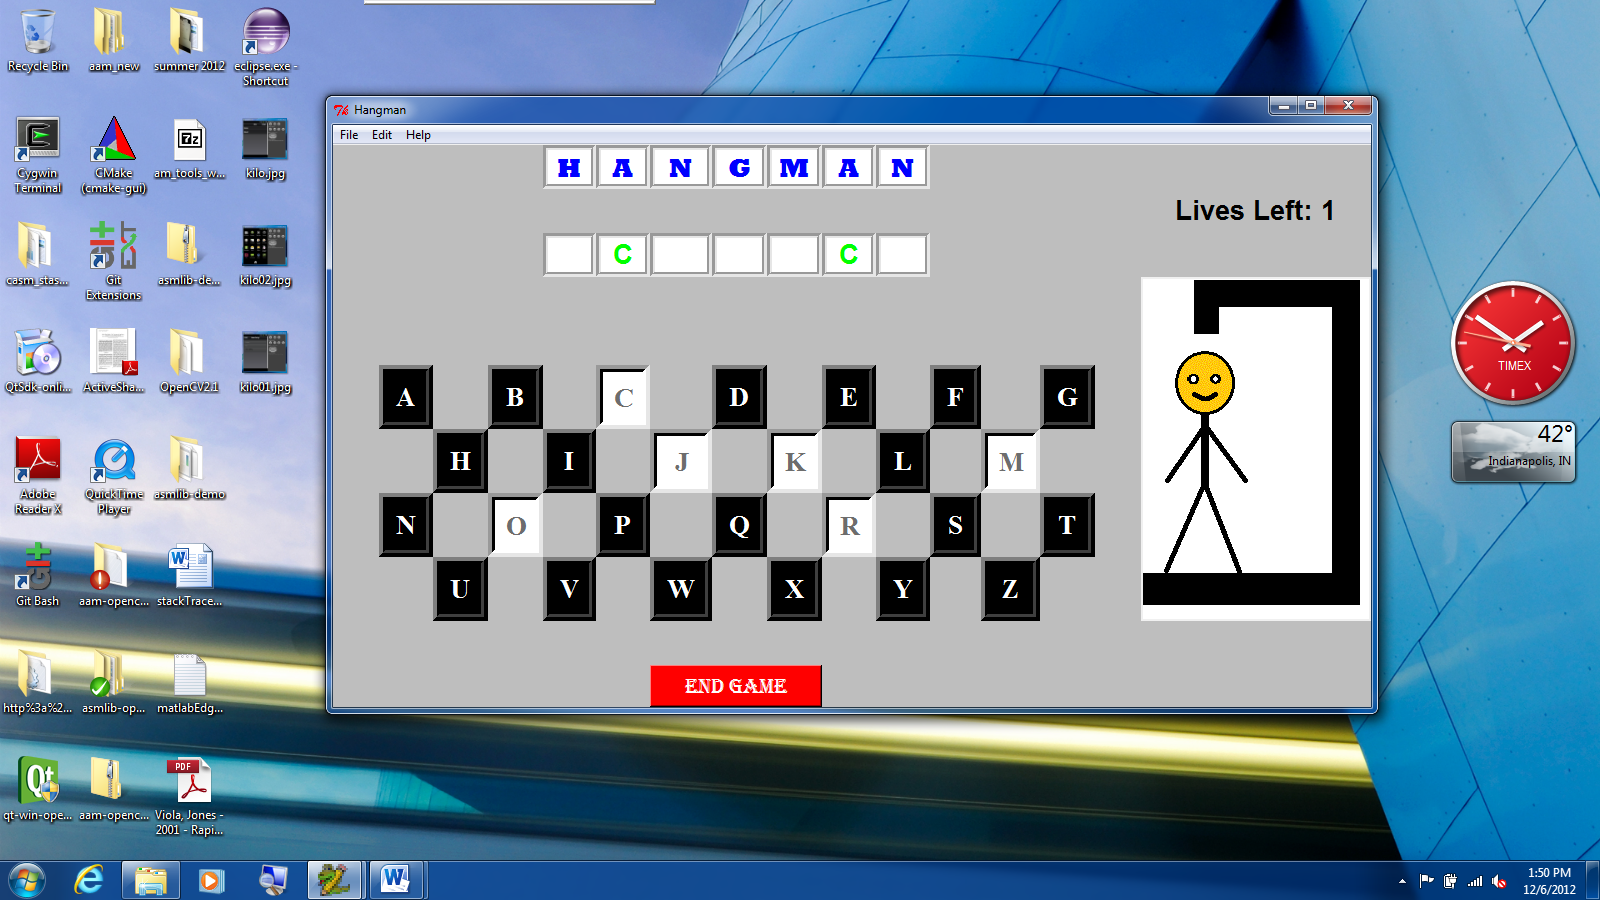 Recycle Bin
aam_new
summer 2012
eclipse.exe -
Shortcut
Cygwin
Terminal
CMake
(cmake-gui)
7z
am_tools_w...
kilo.jpg
casm_stas...
Git
Extensions
asmlib-de...
kilo02.jpg
QtSdk-onli...
ActiveSha...
OpenCV2.1
kilo01.jpg
Adobe
Reader X
QuickTime
Player
asmlib-demo
Git Bash
aam-openc...
stackTrace...
http%3a%2...
asmlib-op...
matlabEdg...
qt-win-ope...
aam-openc...
PDF
Viola, Jones -
2001 - Rapi...
Hangman
File Edit Help
H A N G M A N
Lives Left: 1
C C
A B C D E F G
H I J K L M
N O P Q R S T
U V W X Y Z
END GAME
TIMEX
42°
Indianapolis, IN
1:50 PM
12/6/2012